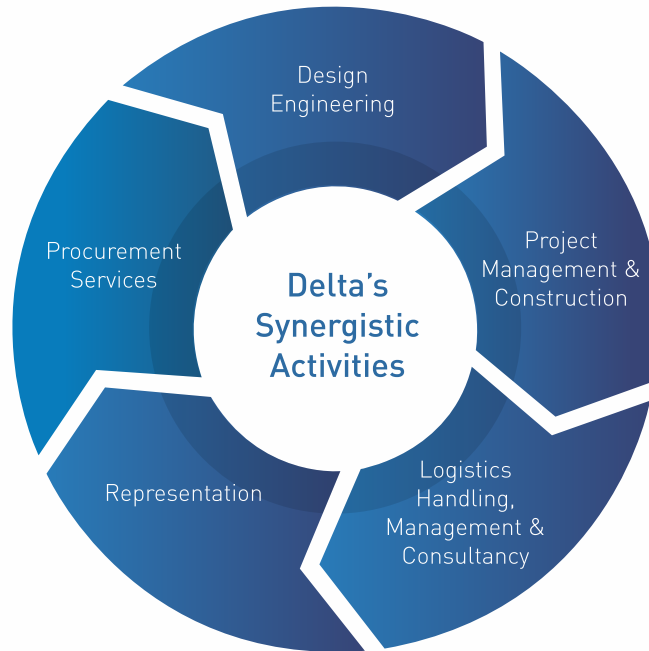 Design
Engineering
Project
Management &
Construction
Logistics
Handling,
Management &
Consultancy
Representation
Procurement
Services
Delta’s
Synergistic
Activities